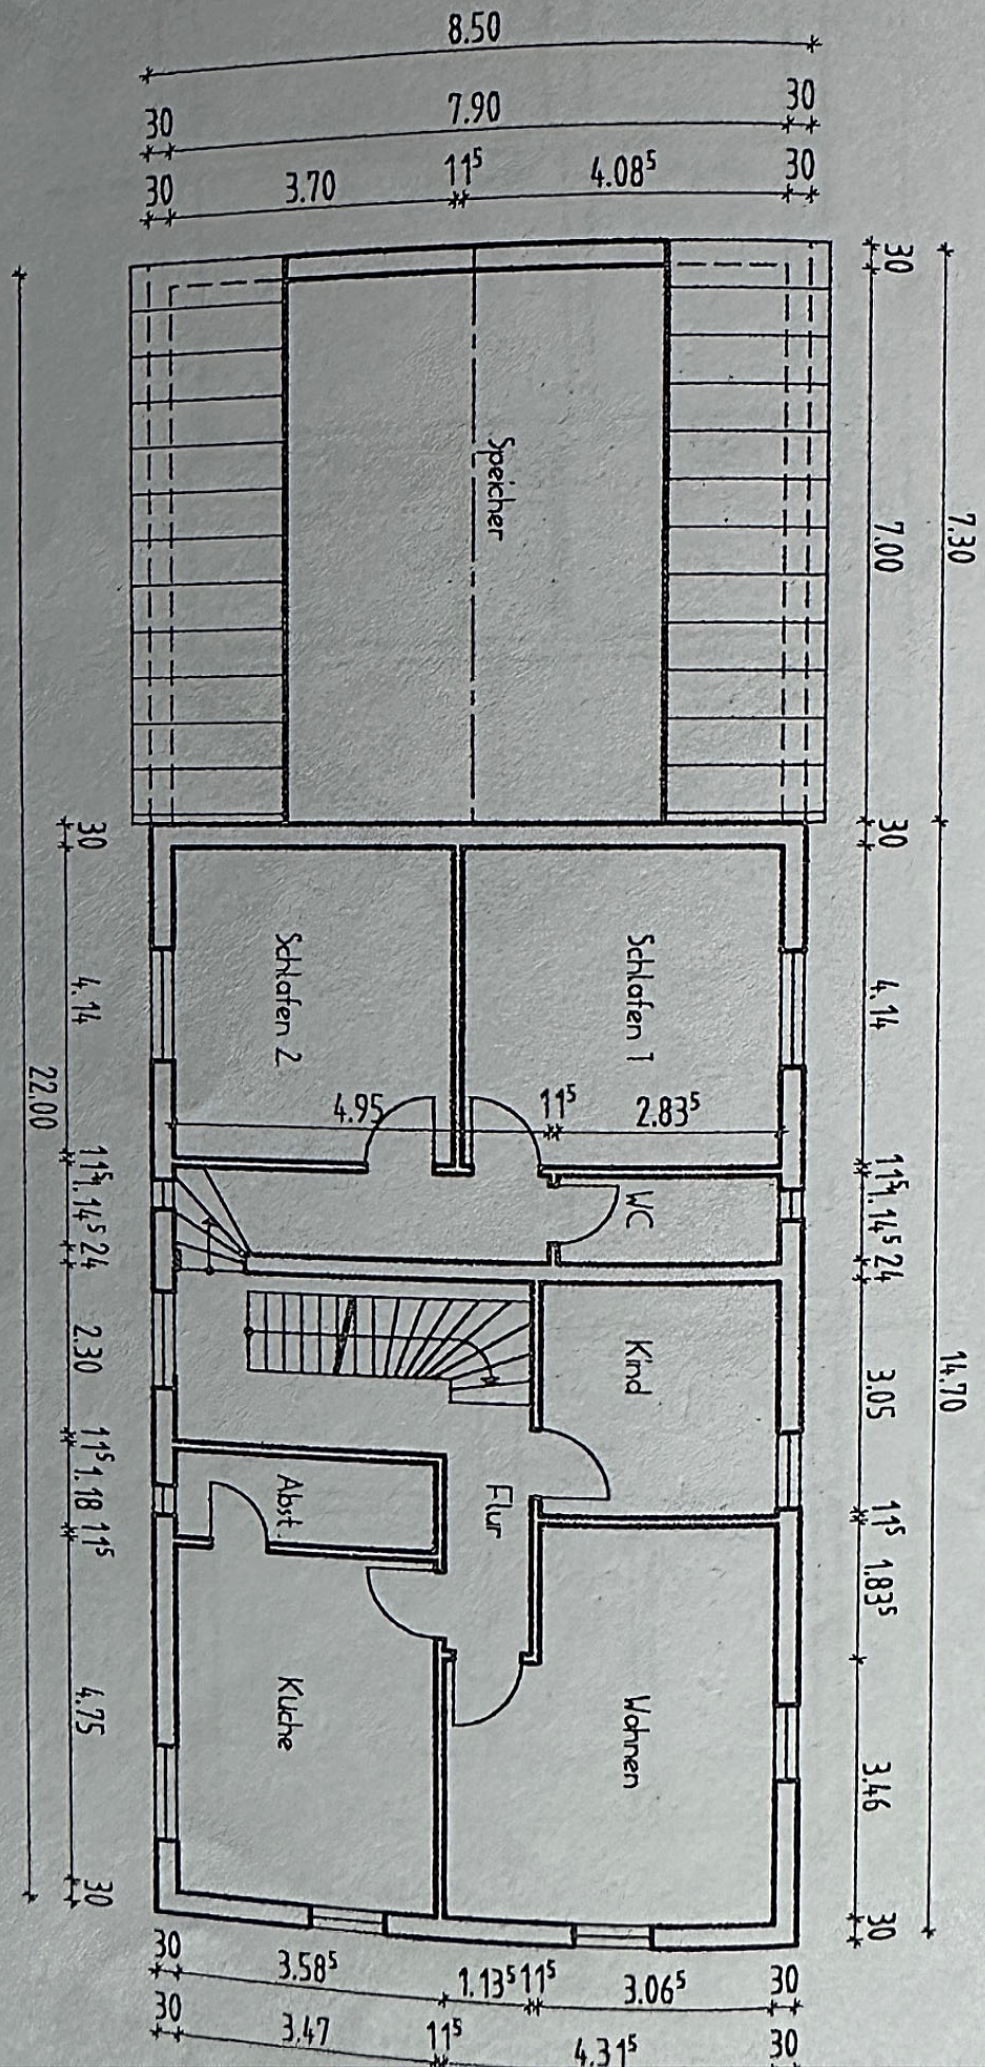 8.50
30 7.90 30
30 3.70 11⁵ 4.08⁵ 30
7.30 14.70
30 7.00 30 4.14 11⁵ 1.14⁵ 24 3.05 11⁵ 1.83⁵ 3.46 30
Speicher
Schlafen 1
Schlafen 2
4.95 11⁵ 2.83⁵
WC
Kind
Flur
Abst.
Wohnen
Küche
30 4.14 11⁵ 1.14⁵ 24 2.30 11⁵ 1.18 11⁵ 4.75 30
22.00
30 3.58⁵ 1.13⁵ 11⁵ 3.06⁵ 30
30 3.47 11⁵ 4.31⁵ 30